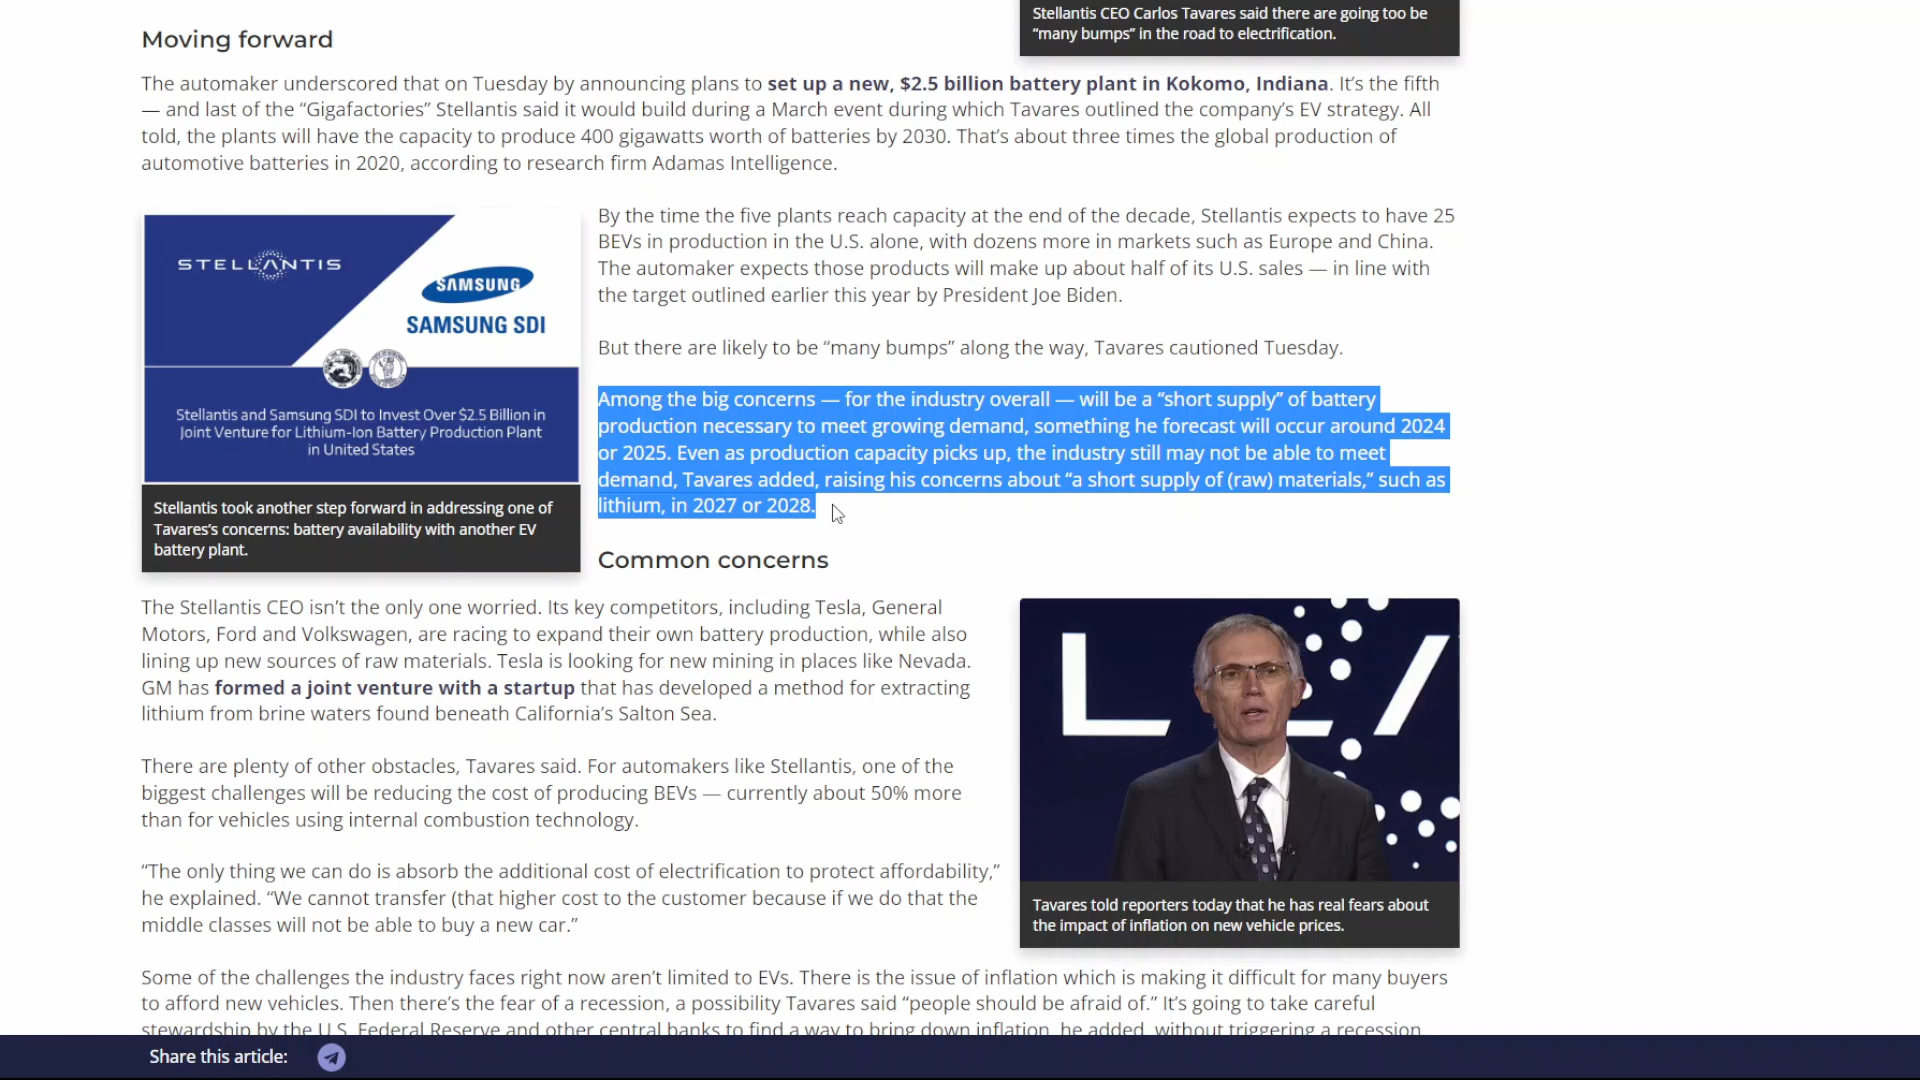 Stellantis CEO Carlos Tavares said there are going too be
“many bumps” in the road to electrification.
Moving forward
The automaker underscored that on Tuesday by announcing plans to set up a new, $2.5 billion battery plant in Kokomo, Indiana. It’s the fifth
— and last of the “Gigafactories” Stellantis said it would build during a March event during which Tavares outlined the company’s EV strategy. All
told, the plants will have the capacity to produce 400 gigawatts worth of batteries by 2030. That’s about three times the global production of
automotive batteries in 2020, according to research firm Adamas Intelligence.
STELLANTIS
SAMSUNG
SAMSUNG SDI
Stellantis and Samsung SDI to Invest Over $2.5 Billion in
Joint Venture for Lithium-Ion Battery Production Plant
in United States
Stellantis took another step forward in addressing one of
Tavares’s concerns: battery availability with another EV
battery plant.
By the time the five plants reach capacity at the end of the decade, Stellantis expects to have 25
BEVs in production in the U.S. alone, with dozens more in markets such as Europe and China.
The automaker expects those products will make up about half of its U.S. sales — in line with
the target outlined earlier this year by President Joe Biden.
But there are likely to be “many bumps” along the way, Tavares cautioned Tuesday.
Among the big concerns — for the industry overall — will be a “short supply” of battery
production necessary to meet growing demand, something he forecast will occur around 2024
or 2025. Even as production capacity picks up, the industry still may not be able to meet
demand, Tavares added, raising his concerns about “a short supply of (raw) materials,” such as
lithium, in 2027 or 2028.
Common concerns
The Stellantis CEO isn’t the only one worried. Its key competitors, including Tesla, General
Motors, Ford and Volkswagen, are racing to expand their own battery production, while also
lining up new sources of raw materials. Tesla is looking for new mining in places like Nevada.
GM has formed a joint venture with a startup that has developed a method for extracting
lithium from brine waters found beneath California’s Salton Sea.
There are plenty of other obstacles, Tavares said. For automakers like Stellantis, one of the
biggest challenges will be reducing the cost of producing BEVs — currently about 50% more
than for vehicles using internal combustion technology.
“The only thing we can do is absorb the additional cost of electrification to protect affordability,”
he explained. “We cannot transfer (that higher cost to the customer because if we do that the
middle classes will not be able to buy a new car.”
Tavares told reporters today that he has real fears about
the impact of inflation on new vehicle prices.
Some of the challenges the industry faces right now aren’t limited to EVs. There is the issue of inflation which is making it difficult for many buyers
to afford new vehicles. Then there’s the fear of a recession, a possibility Tavares said “people should be afraid of.” It’s going to take careful
stewardship by the U.S. Federal Reserve and other central banks to find a way to bring down inflation, he added, without triggering a recession
Share this article: